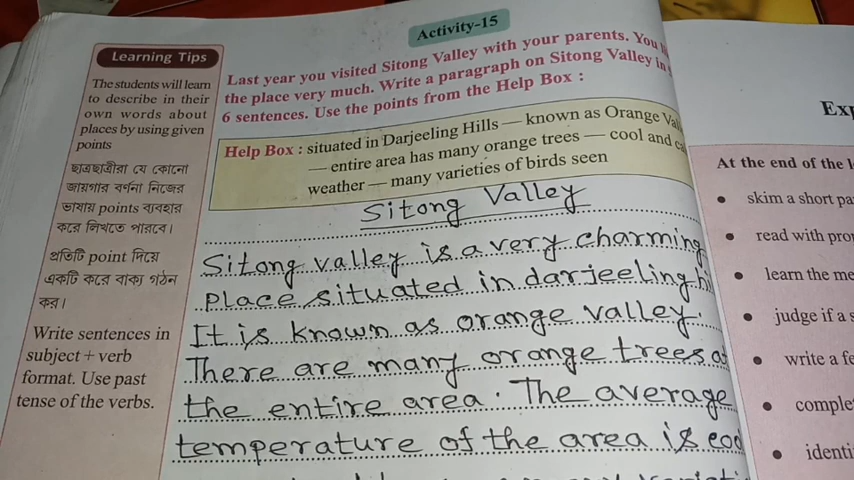 Activity-15
Learning Tips
The students will learn
to describe in their
own words about
places by using given
points
ছাত্রছাত্রীরা যে কোনো
জায়গার বর্ণনা নিজের
ভাষায় points ব্যবহার
করে লিখতে পারবে।
প্রতিটি point দিয়ে
একটি করে বাক্য গঠন
কর।
Write sentences in
subject + verb
format. Use past
tense of the verbs.
Last year you visited Sitong Valley with your parents. You
the place very much. Write a paragraph on Sitong Valley in
6 sentences. Use the points from the Help Box :
Help Box : situated in Darjeeling Hills — known as Orange
— entire area has many orange trees — cool and
weather — many varieties of birds seen
Sitong Valley
Sitong valley is a very charming
place situated in darjeeling
It is known as orange valley.
There are many orange trees
the entire area. The average
temperature of the area is
At the end of the
skim a short
read with
learn the
judge if a
write a